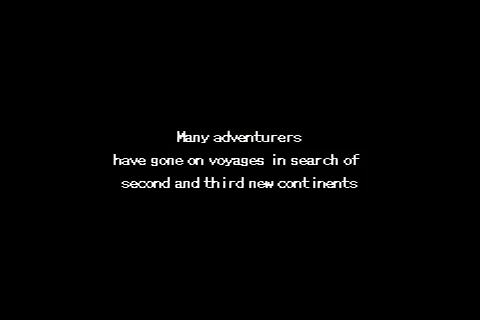 Many adventurers
have gone on voyages in search of
second and third new continents